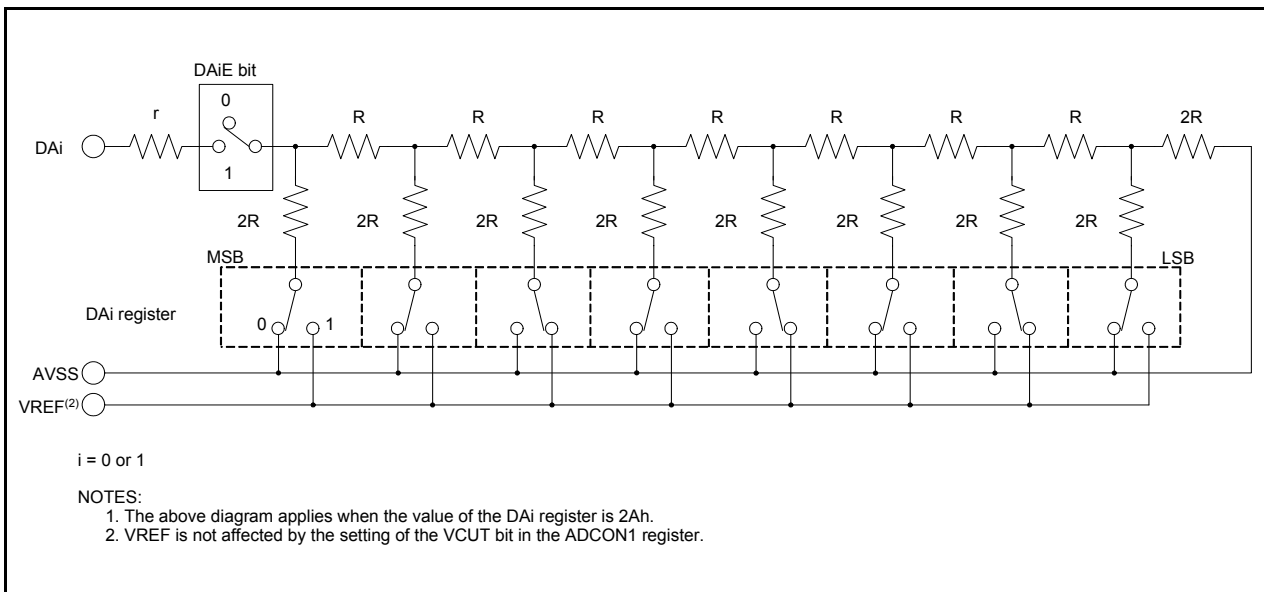 DAiE bit
0
1
r
R R R R R R R 2R
DAi
2R 2R 2R 2R 2R 2R 2R 2R
MSB
LSB
DAi register
0 1
AVSS
VREF(2)
i = 0 or 1
NOTES:
1. The above diagram applies when the value of the DAi register is 2Ah.
2. VREF is not affected by the setting of the VCUT bit in the ADCON1 register.